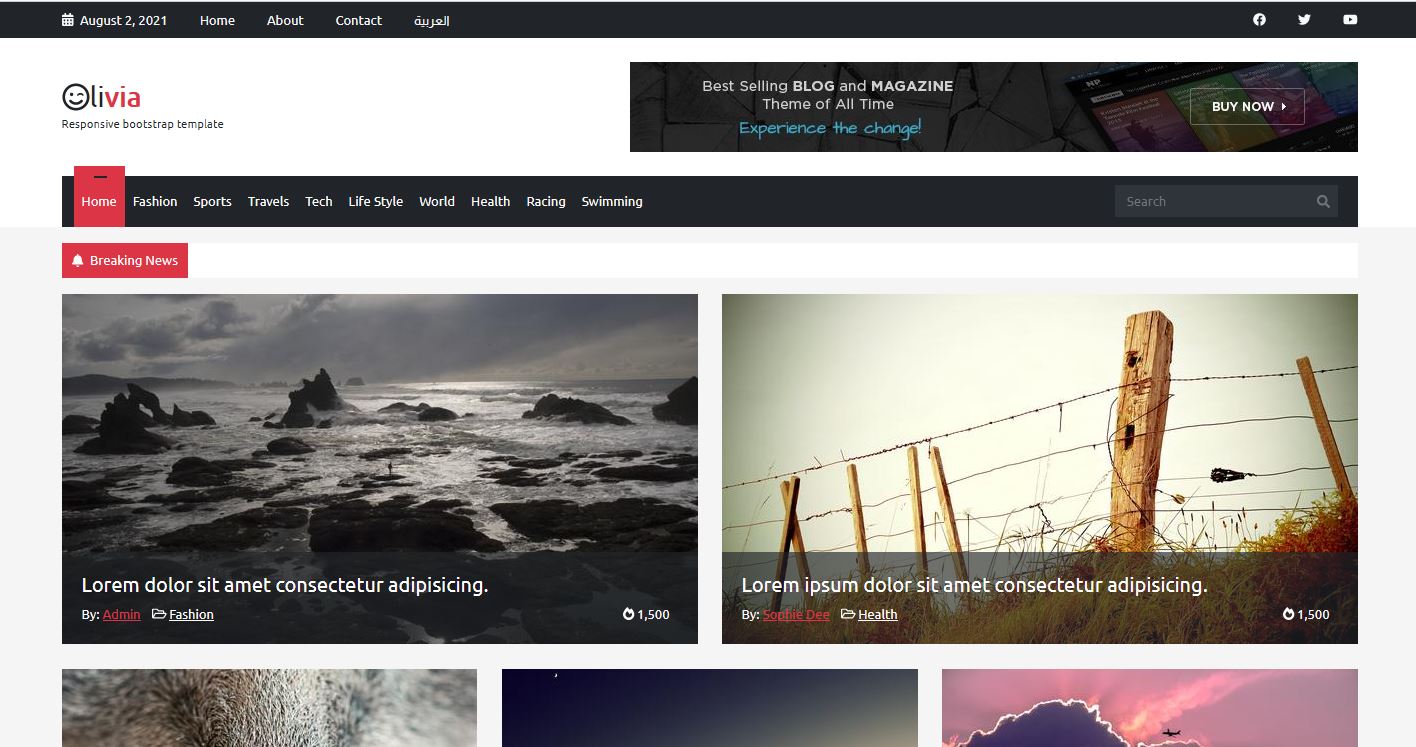 August 2, 2021 Home About Contact العربية
Olivia
Responsive bootstrap template
Best Selling BLOG and MAGAZINE
Theme of All Time
Experience the change!
BUY NOW
NP
Home Fashion Sports Travels Tech Life Style World Health Racing Swimming Search
Breaking News
Lorem dolor sit amet consectetur adipisicing.
By: Admin Fashion 1,500
Lorem ipsum dolor sit amet consectetur adipisicing.
By: Sophie Dee Health 1,500